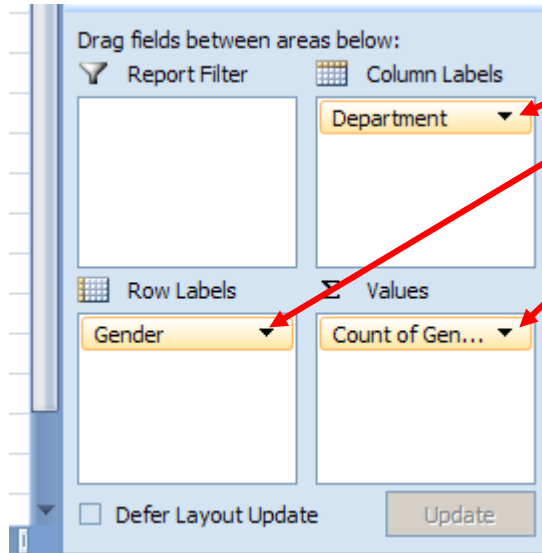 Drag fields between areas below:
Report Filter
Column Labels
Department
Row Labels
Σ Values
Gender
Count of Gen...
Defer Layout Update
Update